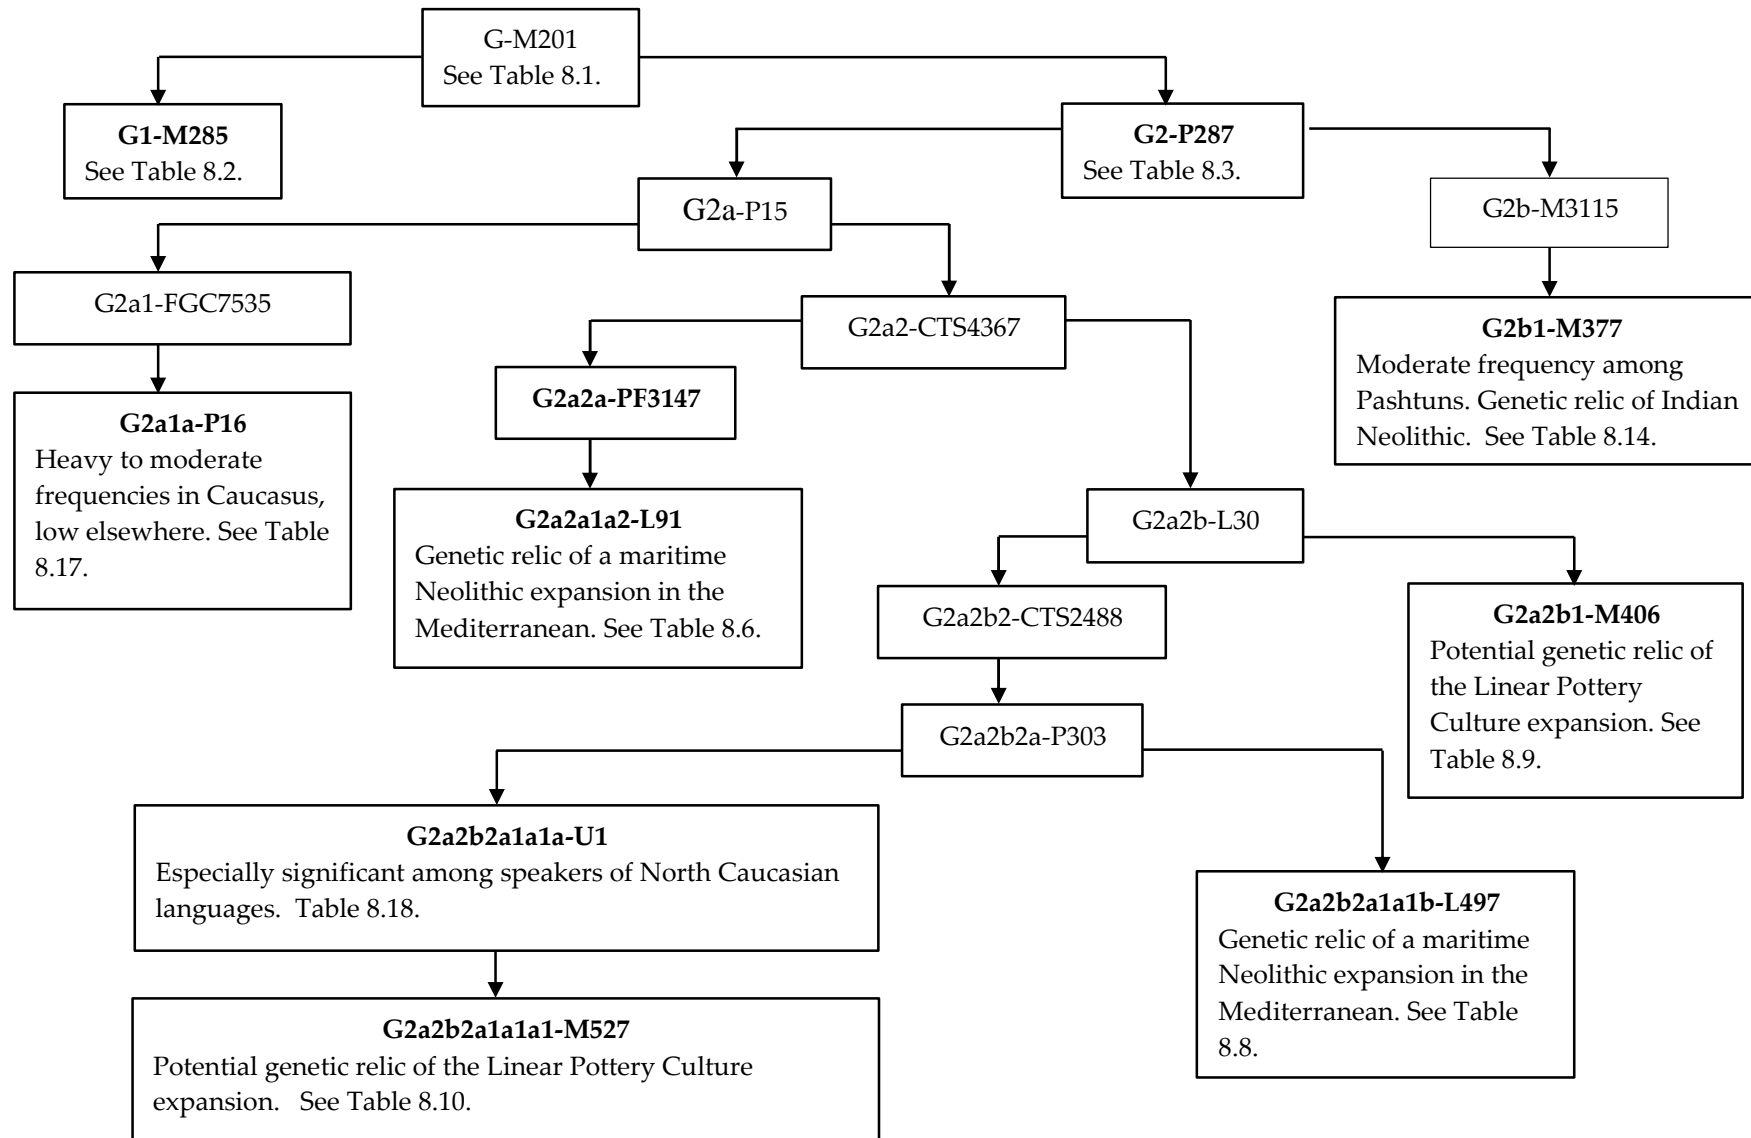 G-M201
See Table 8.1.
G1-M285
See Table 8.2.
G2-P287
See Table 8.3.
G2a-P15
G2b-M3115
G2a1-FGC7535
G2a2-CTS4367
G2b1-M377
Moderate frequency among
Pashtuns. Genetic relic of Indian
Neolithic.  See Table 8.14.
G2a2a-PF3147
G2a1a-P16
Heavy to moderate
frequencies in Caucasus,
low elsewhere. See Table
8.17.
G2a2a1a2-L91
Genetic relic of a maritime
Neolithic expansion in the
Mediterranean. See Table 8.6.
G2a2b-L30
G2a2b2-CTS2488
G2a2b1-M406
Potential genetic relic of
the Linear Pottery
Culture expansion. See
Table 8.9.
G2a2b2a-P303
G2a2b2a1a1a-U1
Especially significant among speakers of North Caucasian
languages.  Table 8.18.
G2a2b2a1a1b-L497
Genetic relic of a maritime
Neolithic expansion in the
Mediterranean. See Table
8.8.
G2a2b2a1a1a1-M527
Potential genetic relic of the Linear Pottery Culture
expansion.   See Table 8.10.